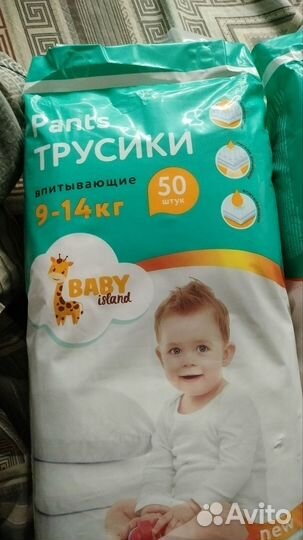 Pants
ТРУСИКИ
впитывающие
9-14кг
50
штук
BABY
island
new
Avito